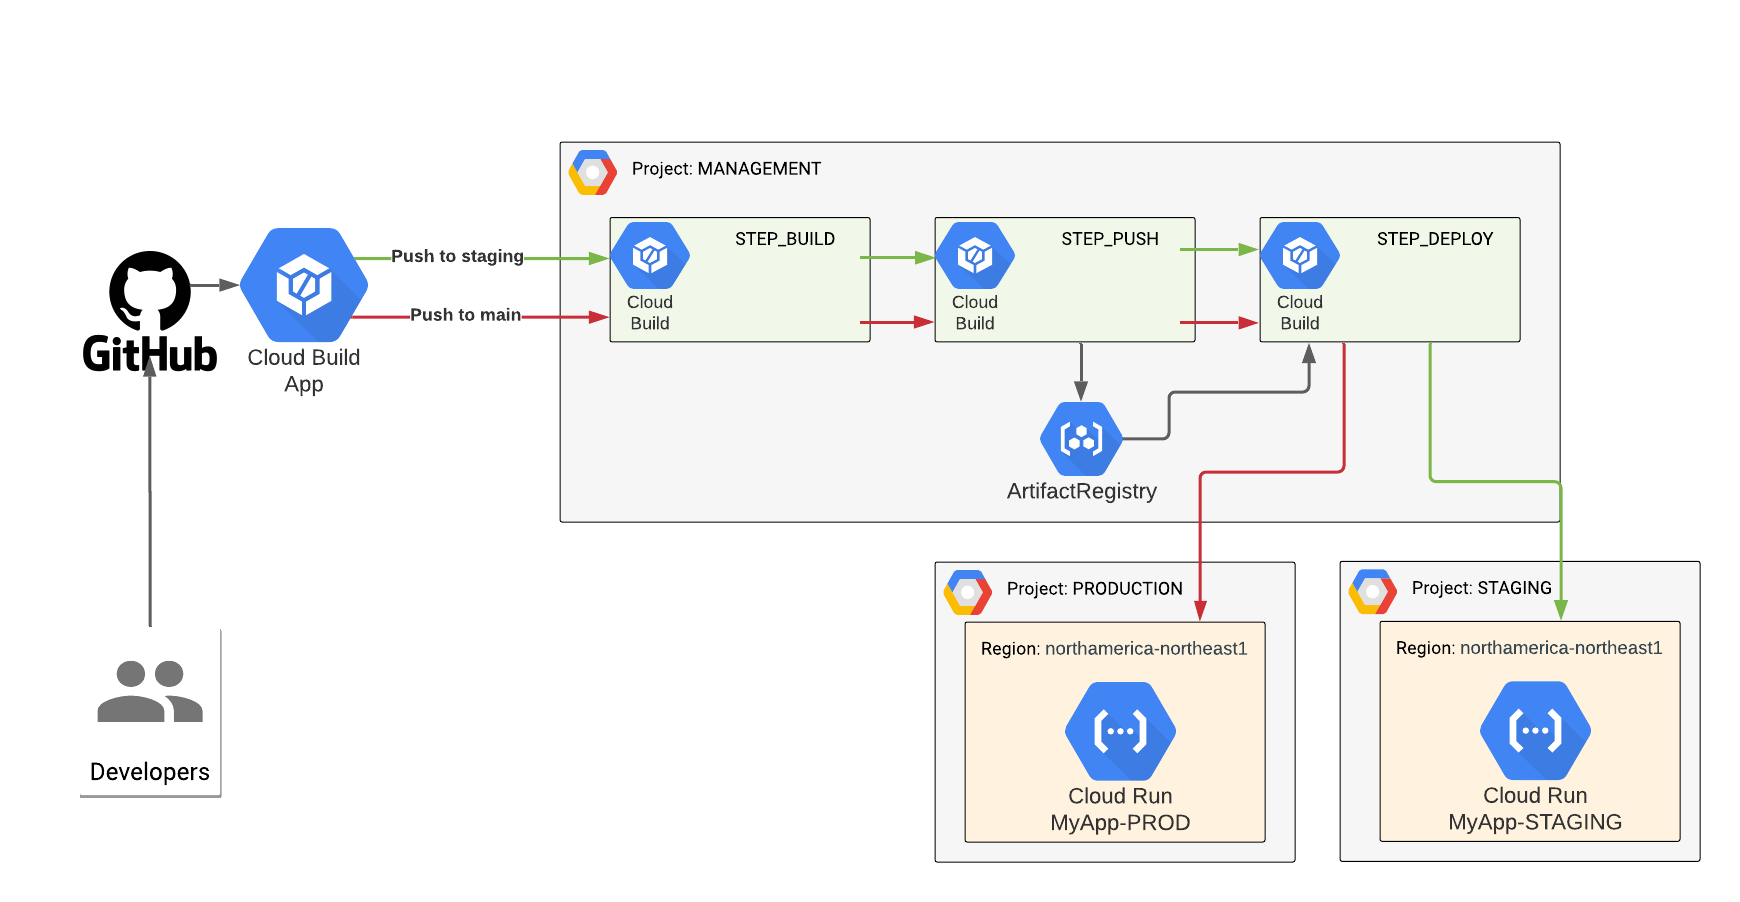 Project: MANAGEMENT
STEP_BUILD
STEP_PUSH
STEP_DEPLOY
Push to staging
Push to main
Cloud
Build
Cloud
Build
Cloud
Build
GitHub
Cloud Build
App
ArtifactRegistry
Project: PRODUCTION
Region: northamerica-northeast1
Cloud Run
MyApp-PROD
Project: STAGING
Region: northamerica-northeast1
Cloud Run
MyApp-STAGING
Developers